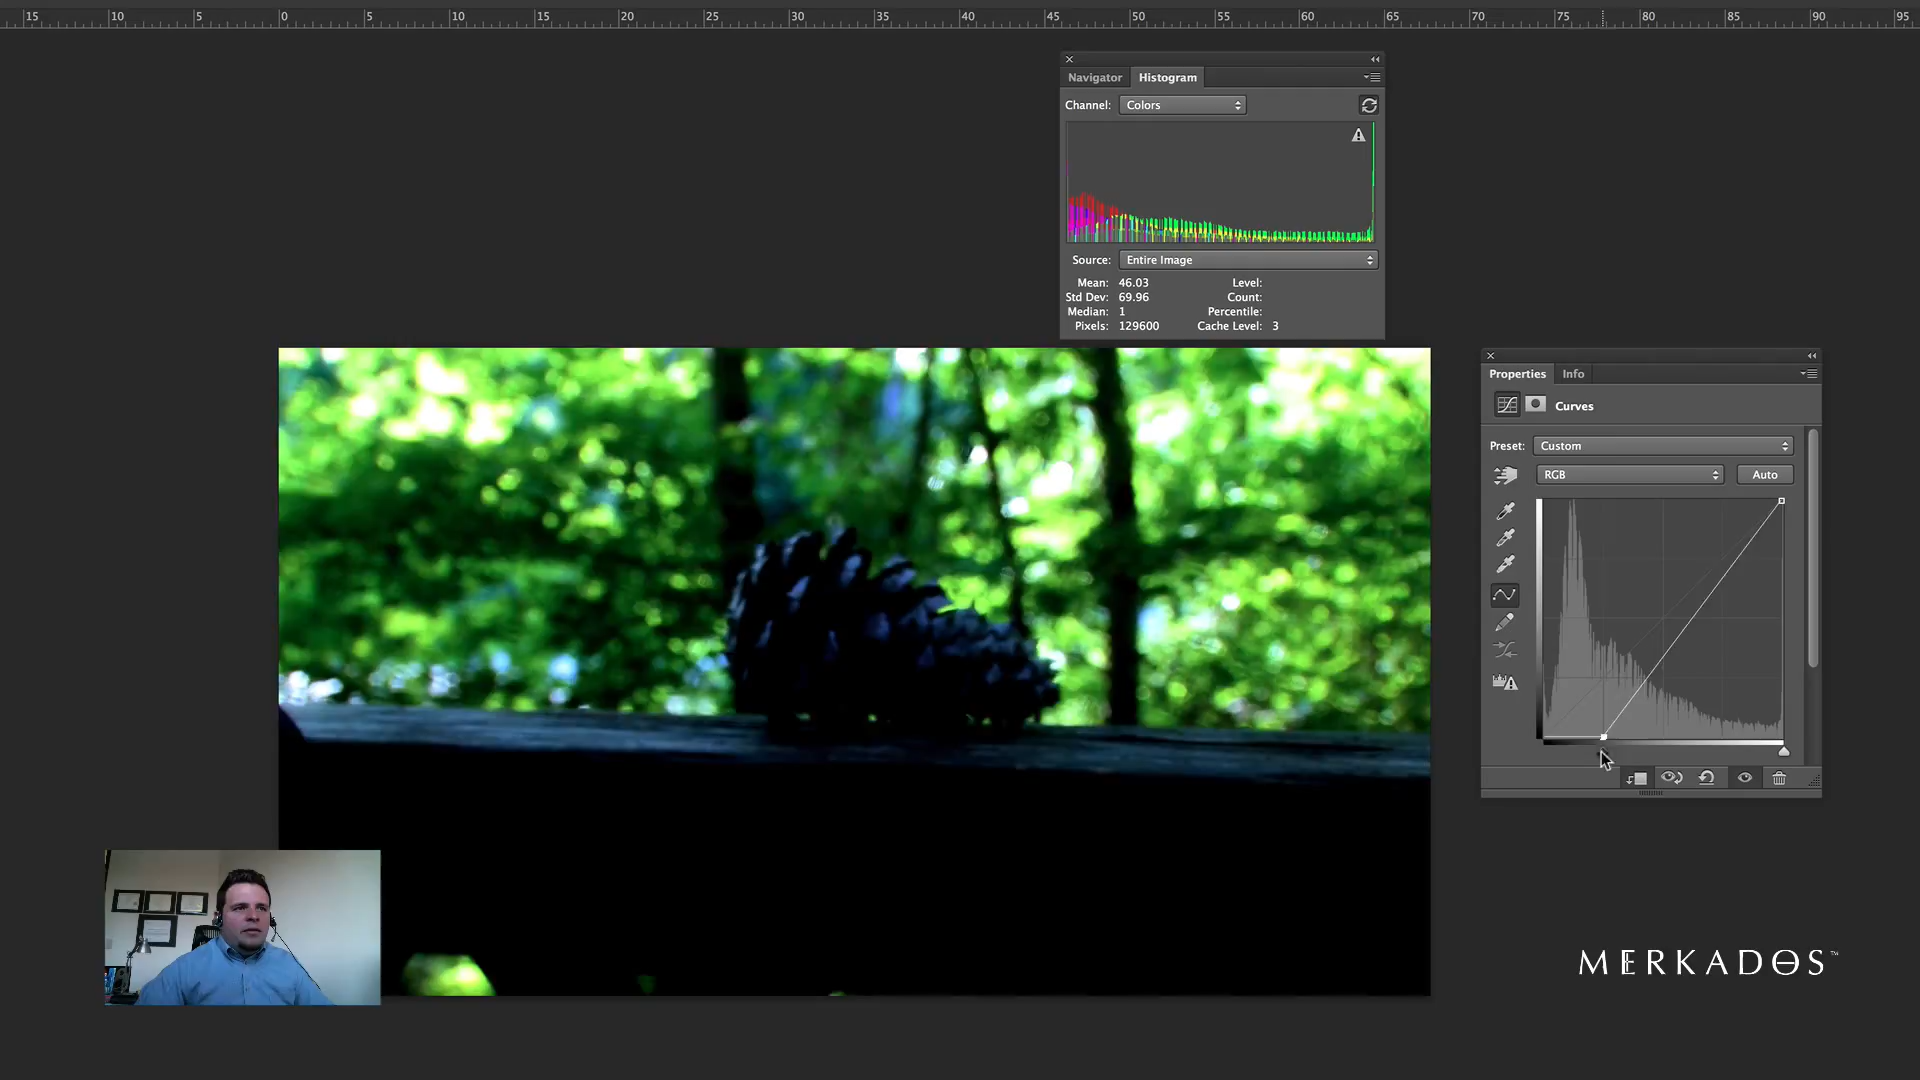 15 10 5 0 5 10 15 20 25 30 35 40 45 50 55 60 65 70 75 80 85 90 95
Navigator Histogram
Channel: Colors
Source: Entire Image
Mean: 46.03 Level:
Std Dev: 69.96 Count:
Median: 1 Percentile:
Pixels: 129600 Cache Level: 3
Properties Info
Curves
Preset: Custom
RGB Auto
MERKADOS™